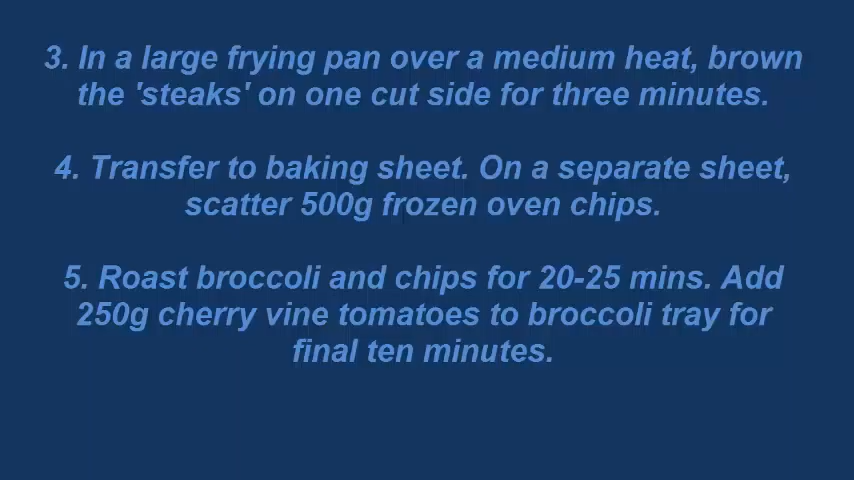 3. In a large frying pan over a medium heat, brown
the 'steaks' on one cut side for three minutes.
4. Transfer to baking sheet. On a separate sheet,
scatter 500g frozen oven chips.
5. Roast broccoli and chips for 20-25 mins. Add
250g cherry vine tomatoes to broccoli tray for
final ten minutes.